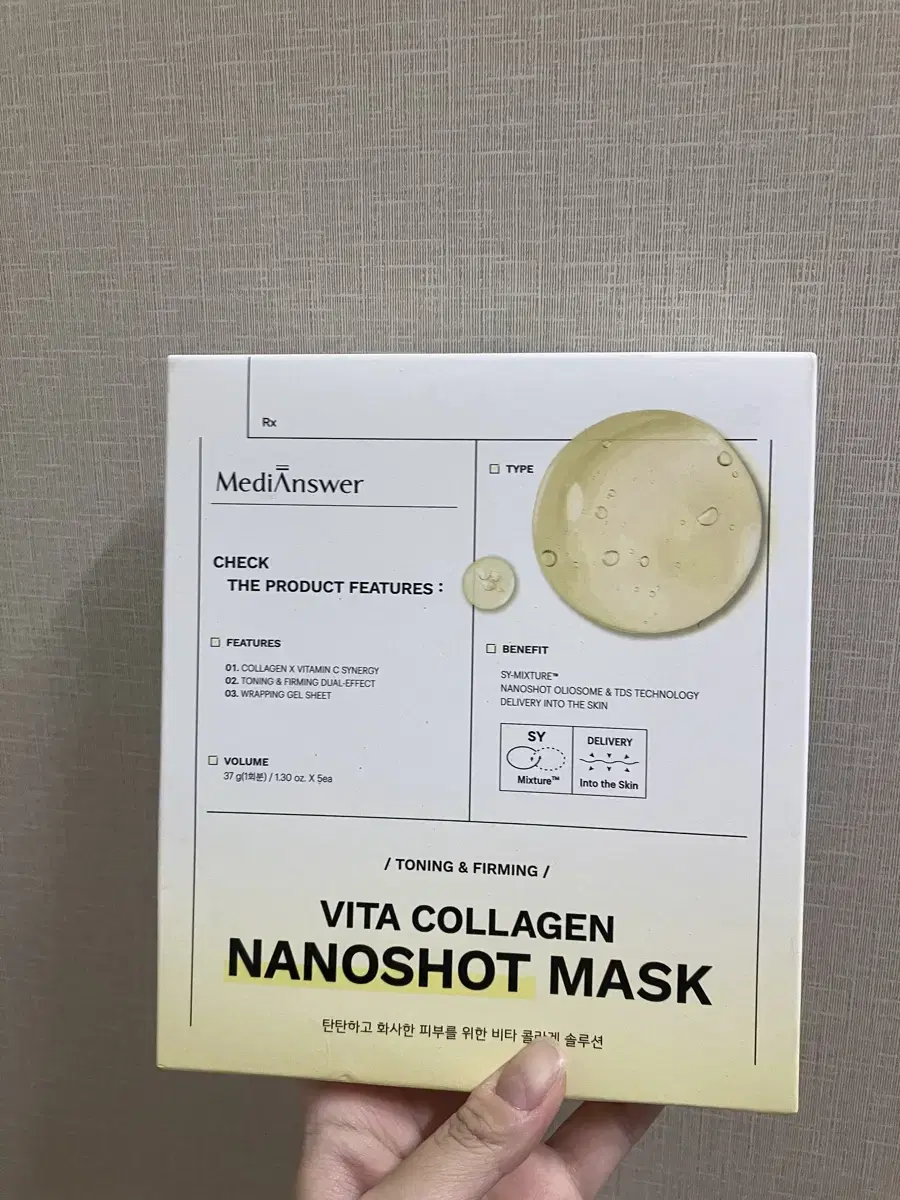 Rx
MediAnswer
CHECK
THE PRODUCT FEATURES :
FEATURES
01. COLLAGEN X VITAMIN C SYNERGY
02. TONING & FIRMING DUAL-EFFECT
03. WRAPPING GEL SHEET
VOLUME
37 g(1회분) / 1.30 oz. X 5ea
TYPE
BENEFIT
SY-MIXTURE™
NANOSHOT OLIOSOME & TDS TECHNOLOGY
DELIVERY INTO THE SKIN
SY
Mixture™
DELIVERY
Into the Skin
/ TONING & FIRMING /
VITA COLLAGEN
NANOSHOT MASK
탄탄하고 화사한 피부를 위한 비타 콜라겐 솔루션